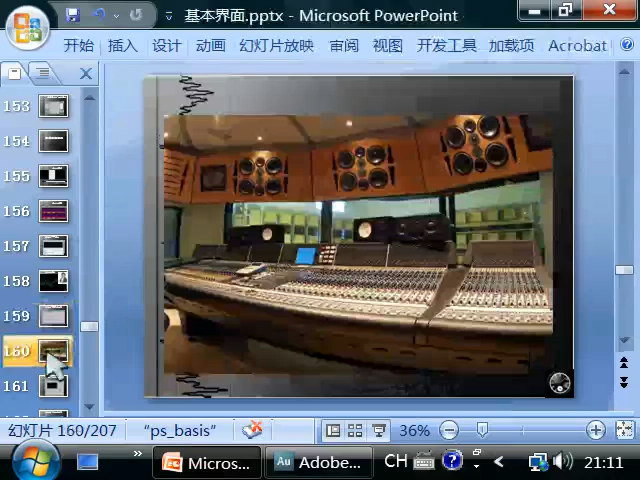 基本界面.pptx - Microsoft PowerPoint
开始 插入 设计 动画 幻灯片放映 审阅 视图 开发工具 加载项 Acrobat
153
154
155
156
157
158
159
160
161
幻灯片 160/207 "ps_basis" 36%
Micros... Au Adobe... CH 21:11